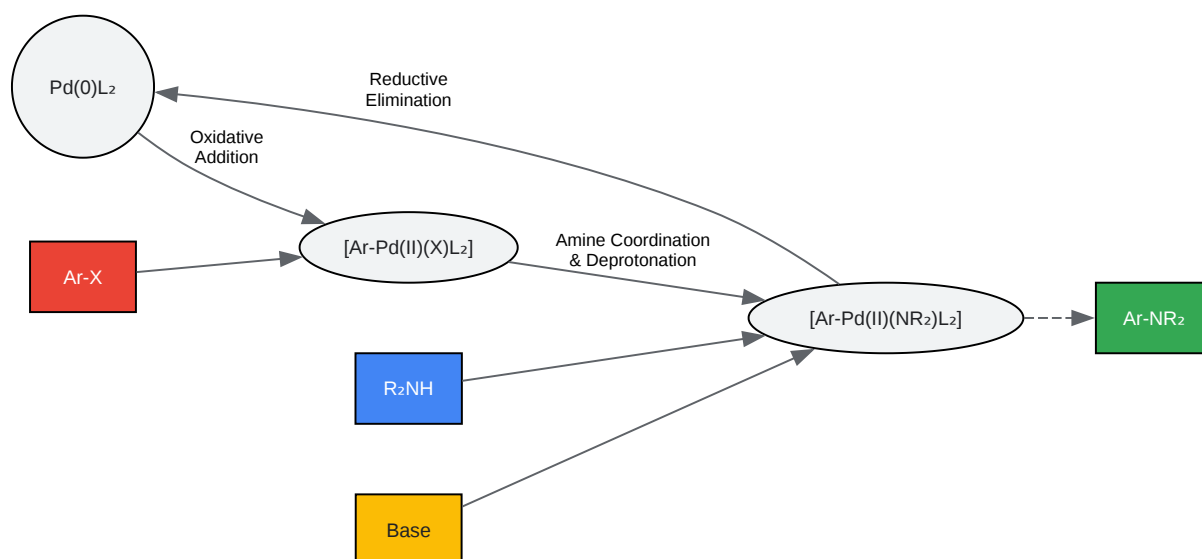 Pd(0)L₂
Reductive
Elimination
Oxidative
Addition
[Ar-Pd(II)(X)L₂]
Amine Coordination
& Deprotonation
Ar-X
[Ar-Pd(II)(NR₂)L₂]
Ar-NR₂
R₂NH
Base